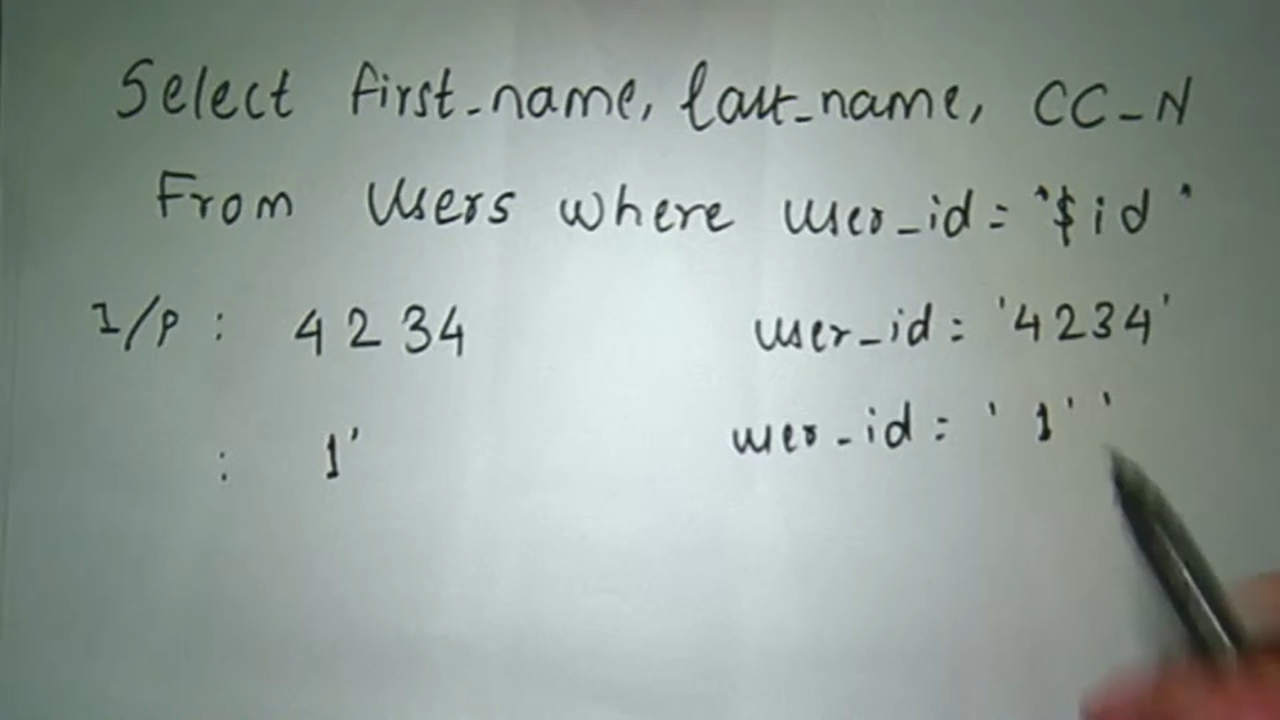 Select first_name, last_name, CC_N
From Users where user_id = '$id'
I/P : 4234 user_id = '4234'
: 1' user_id = ' 1' '